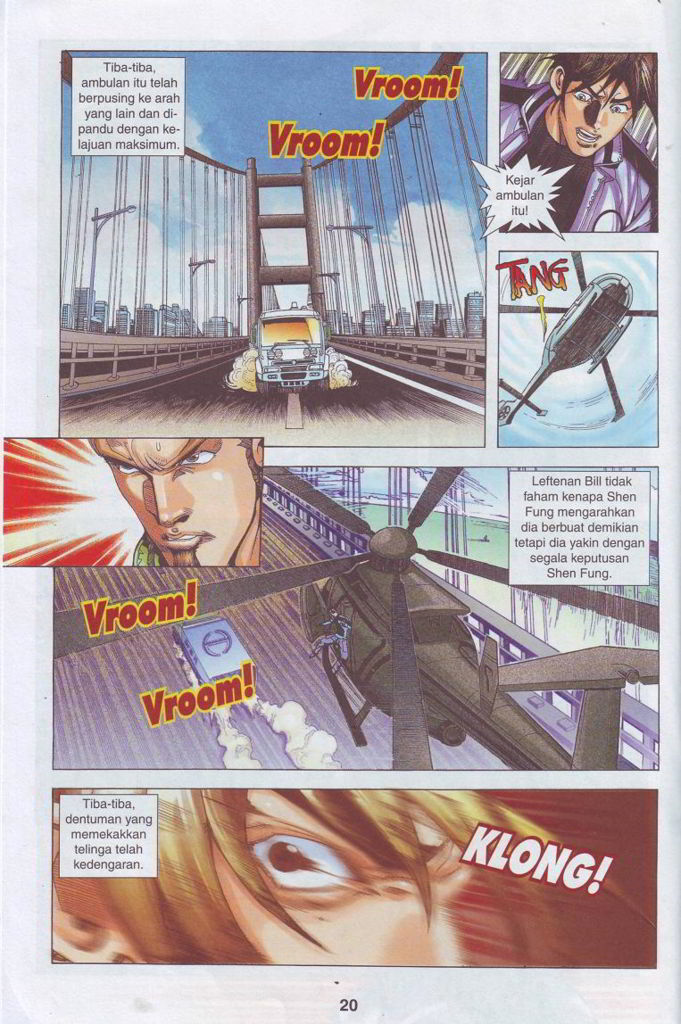 Tiba-tiba,
ambulan itu telah
berpusing ke arah
yang lain dan di-
pandu dengan ke-
lajuan maksimum.
Vroom!
Vroom!
Kejar
ambulan
itu!
TANG
Leftenan Bill tidak
faham kenapa Shen
Fung mengarahkan
dia berbuat demikian
tetapi dia yakin dengan
segala keputusan
Shen Fung.
Vroom!
Vroom!
Tiba-tiba,
dentuman yang
memekakkan
telinga telah
kedengaran.
KLONG!
20